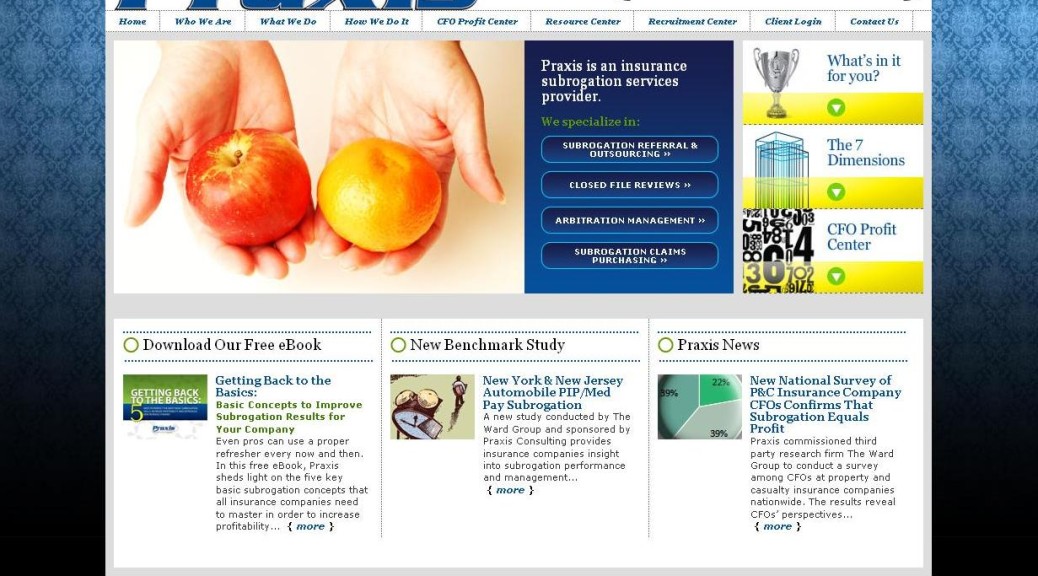 Praxis
Home
Who We Are
What We Do
How We Do It
CFO Profit Center
Resource Center
Recruitment Center
Client Login
Contact Us
Praxis is an insurance
subrogation services
provider.
We specialize in:
SUBROGATION REFERRAL &
OUTSOURCING »
CLOSED FILE REVIEWS »
ARBITRATION MANAGEMENT »
SUBROGATION CLAIMS
PURCHASING »
What's in it
for you?
The 7
Dimensions
CFO Profit
Center
Download Our Free eBook
GETTING BACK
TO THE BASICS:
5
Praxis
Getting Back to the
Basics:
Basic Concepts to Improve
Subrogation Results for
Your Company
Even pros can use a proper
refresher every now and then.
In this free eBook, Praxis
sheds light on the five key
basic subrogation concepts that
all insurance companies need
to master in order to increase
profitability... { more }
New Benchmark Study
New York & New Jersey
Automobile PIP/Med
Pay Subrogation
A new study conducted by The
Ward Group and sponsored by
Praxis Consulting provides
insurance companies insight
into subrogation performance
and management...
{ more }
Praxis News
22%
39%
39%
New National Survey of
P&C Insurance Company
CFOs Confirms That
Subrogation Equals
Profit
Praxis commissioned third
party research firm The Ward
Group to conduct a survey
among CFOs at property and
casualty insurance companies
nationwide. The results reveal
CFOs' perspectives...
{ more }